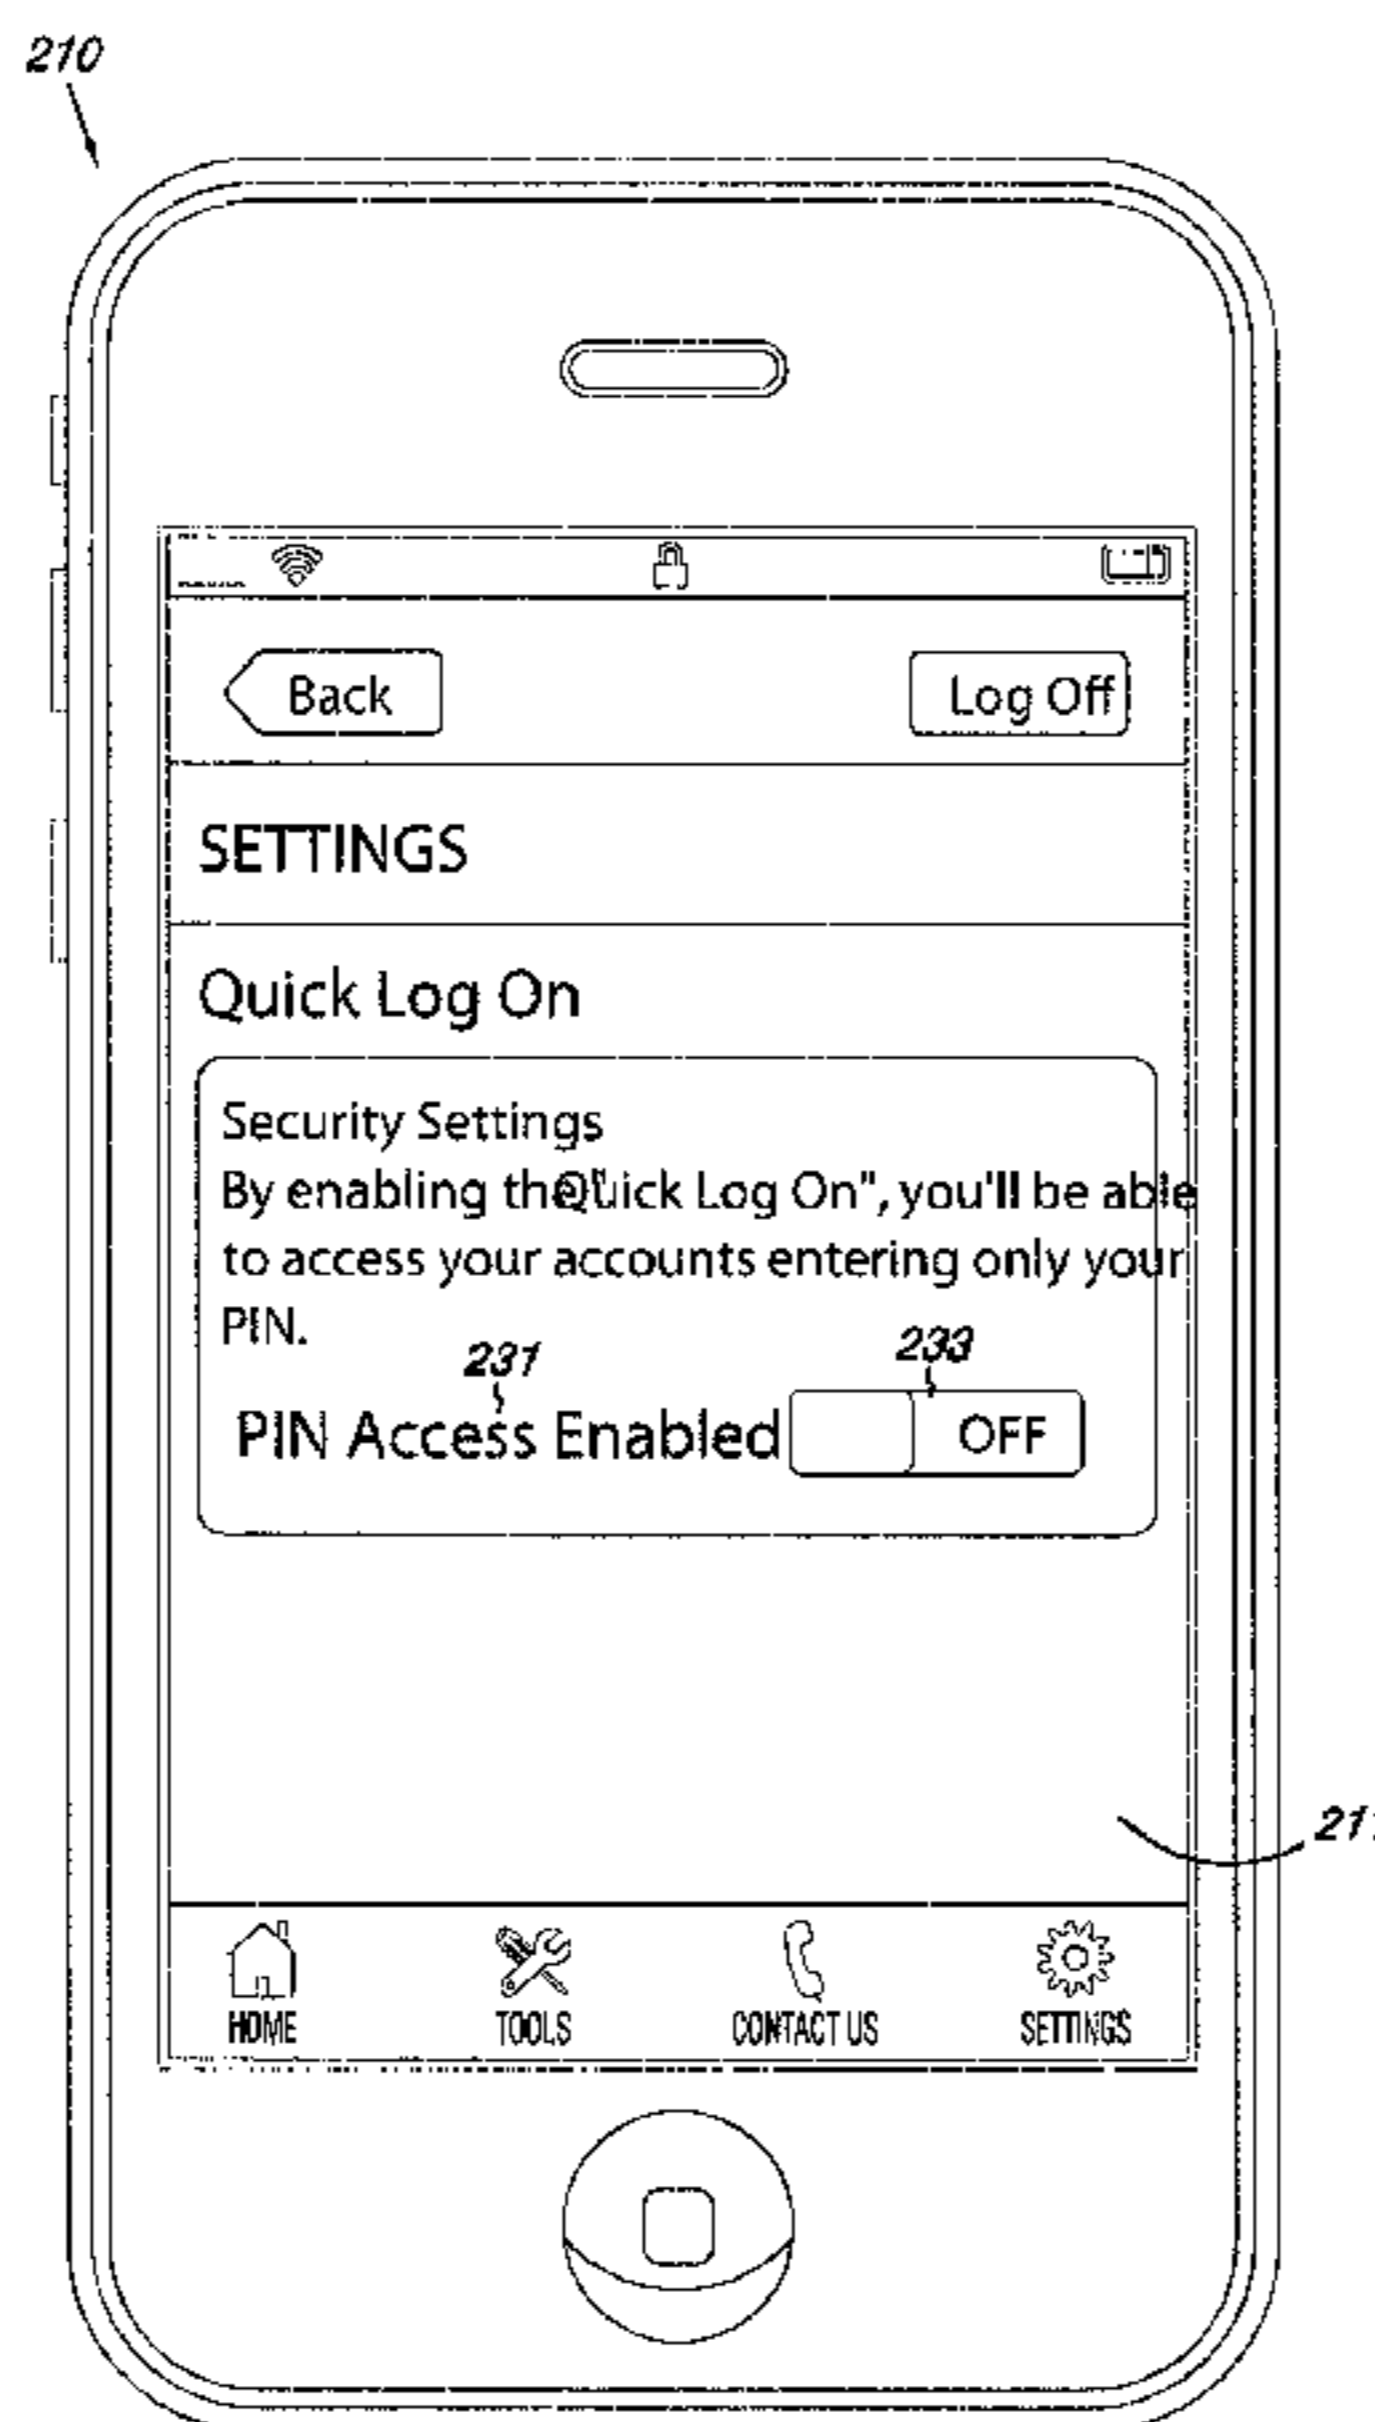 210
Back
Log Off
SETTINGS
Quick Log On
Security Settings
By enabling the "Quick Log On", you'll be able
to access your accounts entering only your
PIN.
231
233
PIN Access Enabled
OFF
HOME
TOOLS
CONTACT US
SETTINGS